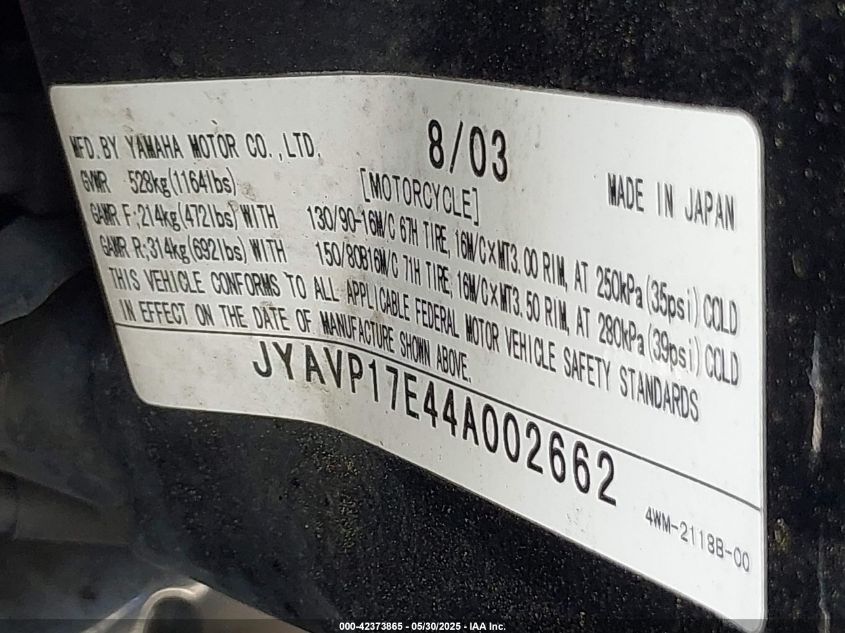 MFD. BY YAMAHA MOTOR CO., LTD. 8/03 MADE IN JAPAN
GVWR 528kg(1164lbs) [MOTORCYCLE]
GAWR F;214kg(472lbs) WITH 130/90-16M/C 67H TIRE, 16M/C×MT3.00 RIM, AT 250kPa(35psi) COLD
GAWR R;314kg(692lbs) WITH 150/80B16M/C 71H TIRE, 16M/C×MT3.50 RIM, AT 280kPa(39psi) COLD
THIS VEHICLE CONFORMS TO ALL APPLICABLE FEDERAL MOTOR VEHICLE SAFETY STANDARDS
IN EFFECT ON THE DATE OF MANUFACTURE SHOWN ABOVE.
JYAVP17E44A002662
4WM-2118B-00
000-42373865 - 05/30/2025 - IAA Inc.